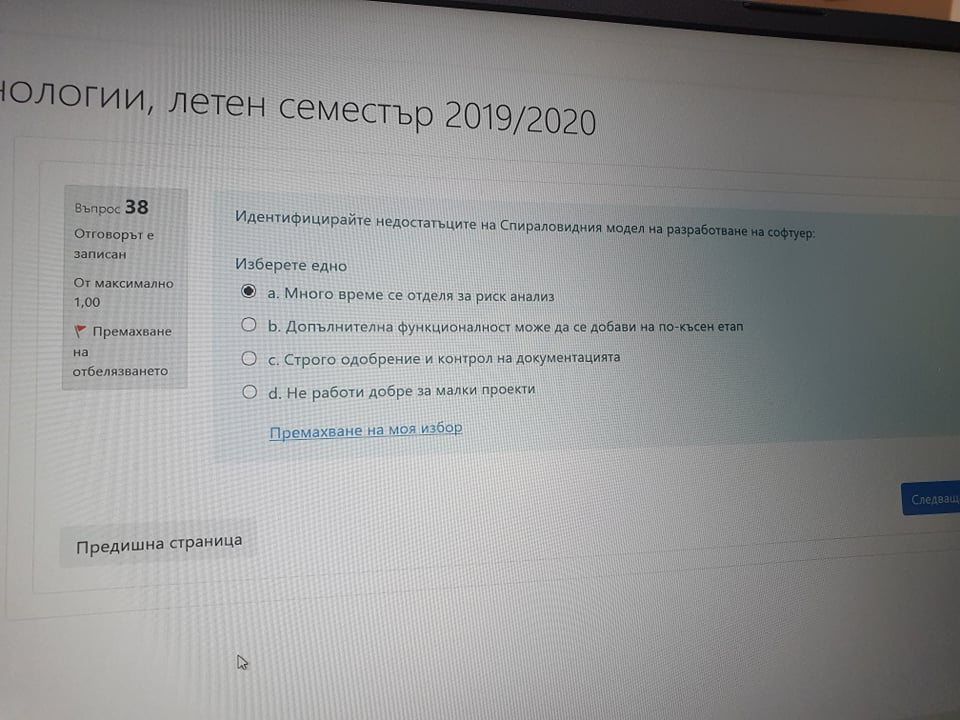 нологии, летен семестър 2019/2020
Въпрос 38
Отговорът е
записан
От максимално
1,00
Премахване
на
отбелязването
Идентифицирайте недостатъците на Спираловидния модел на разработване на софтуер:
Изберете едно
a. Много време се отделя за риск анализ
b. Допълнителна функционалност може да се добави на по-късен етап
c. Строго одобрение и контрол на документацията
d. Не работи добре за малки проекти
Премахване на моя избор
Следващ
Предишна страница